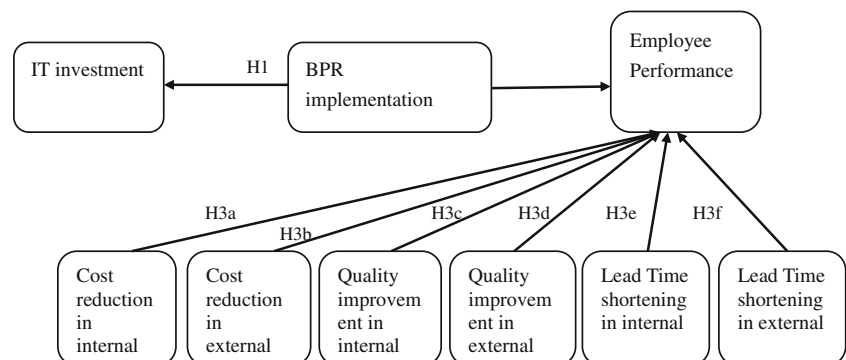 IT investment
H1
BPR
implementation
Employee
Performance
H3a
H3b
H3c
H3d
H3e
H3f
Cost
reduction
in
internal
Cost
reduction
in
external
Quality
improvem
ent in
internal
Quality
improvem
ent in
external
Lead Time
shortening
in internal
Lead Time
shortening
in external